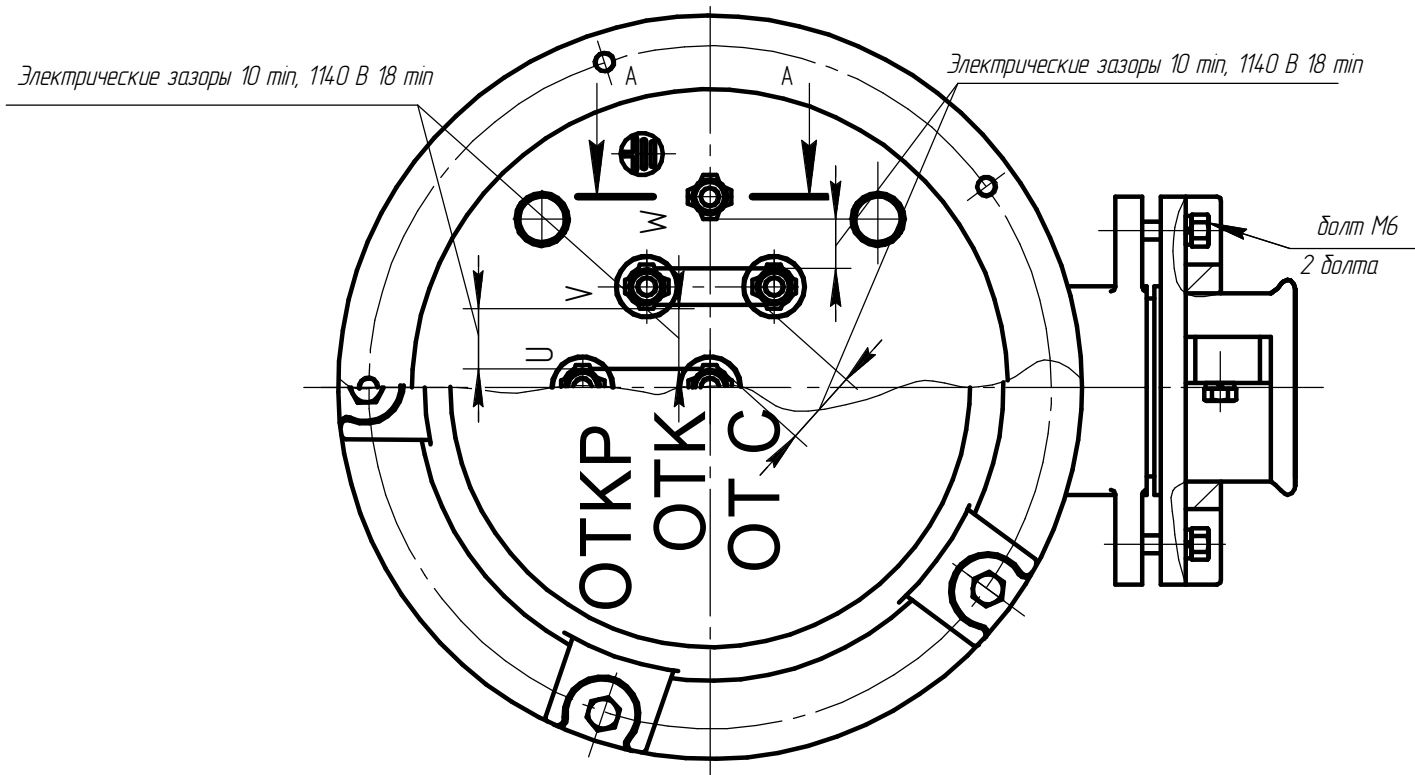 Электрические зазоры 10 min, 1140 В 18 min
Электрические зазоры 10 min, 1140 В 18 min
А А
W
V
U
болт М6
2 болта
ОТКР
ОТК
ОТ С